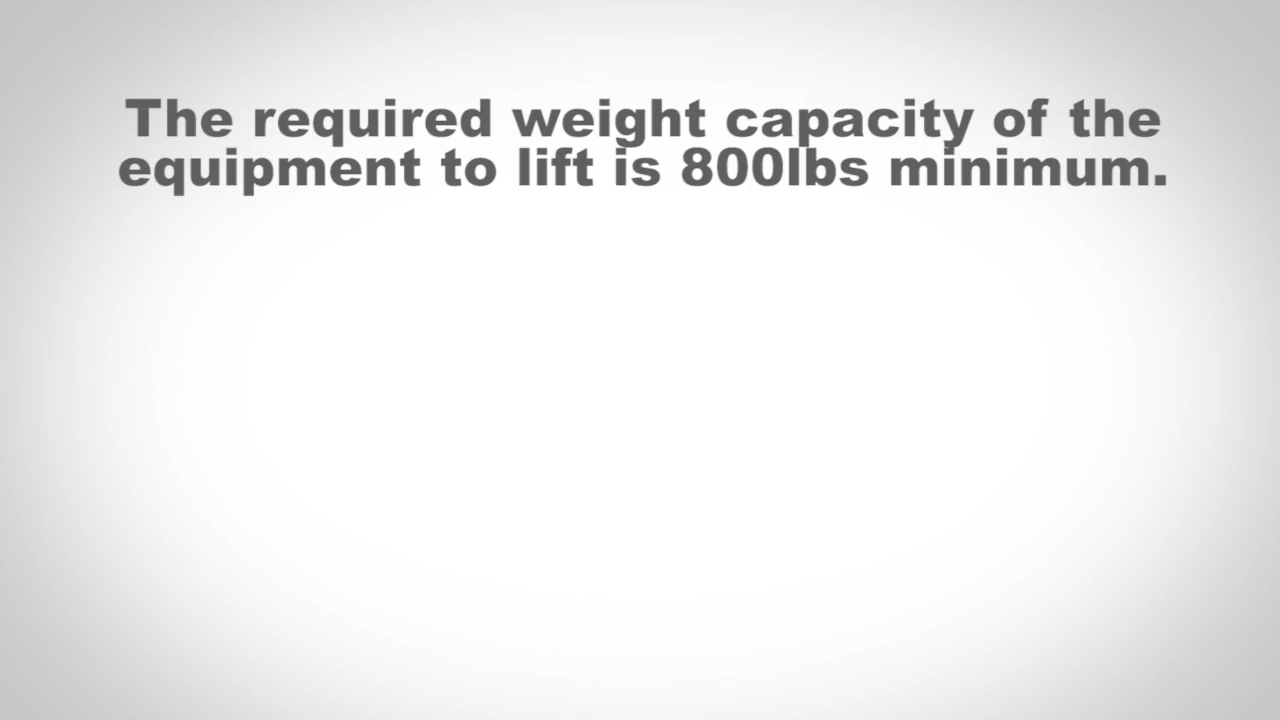 The required weight capacity of the
equipment to lift is 800lbs minimum.